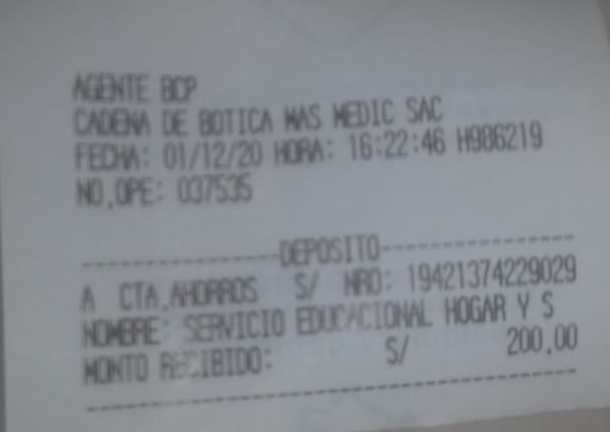 AGENTE BCP
CADENA DE BOTICA MAS MEDIC SAC
FECHA: 01/12/20 HORA: 16:22:46 H986219
NO.OPE: 037535
--------------------DEPOSITO--------------------
A CTA.AHORROS S/ NRO: 19421374229029
NOMBRE: SERVICIO EDUCACIONAL HOGAR Y S
MONTO RECIBIDO: S/ 200.00